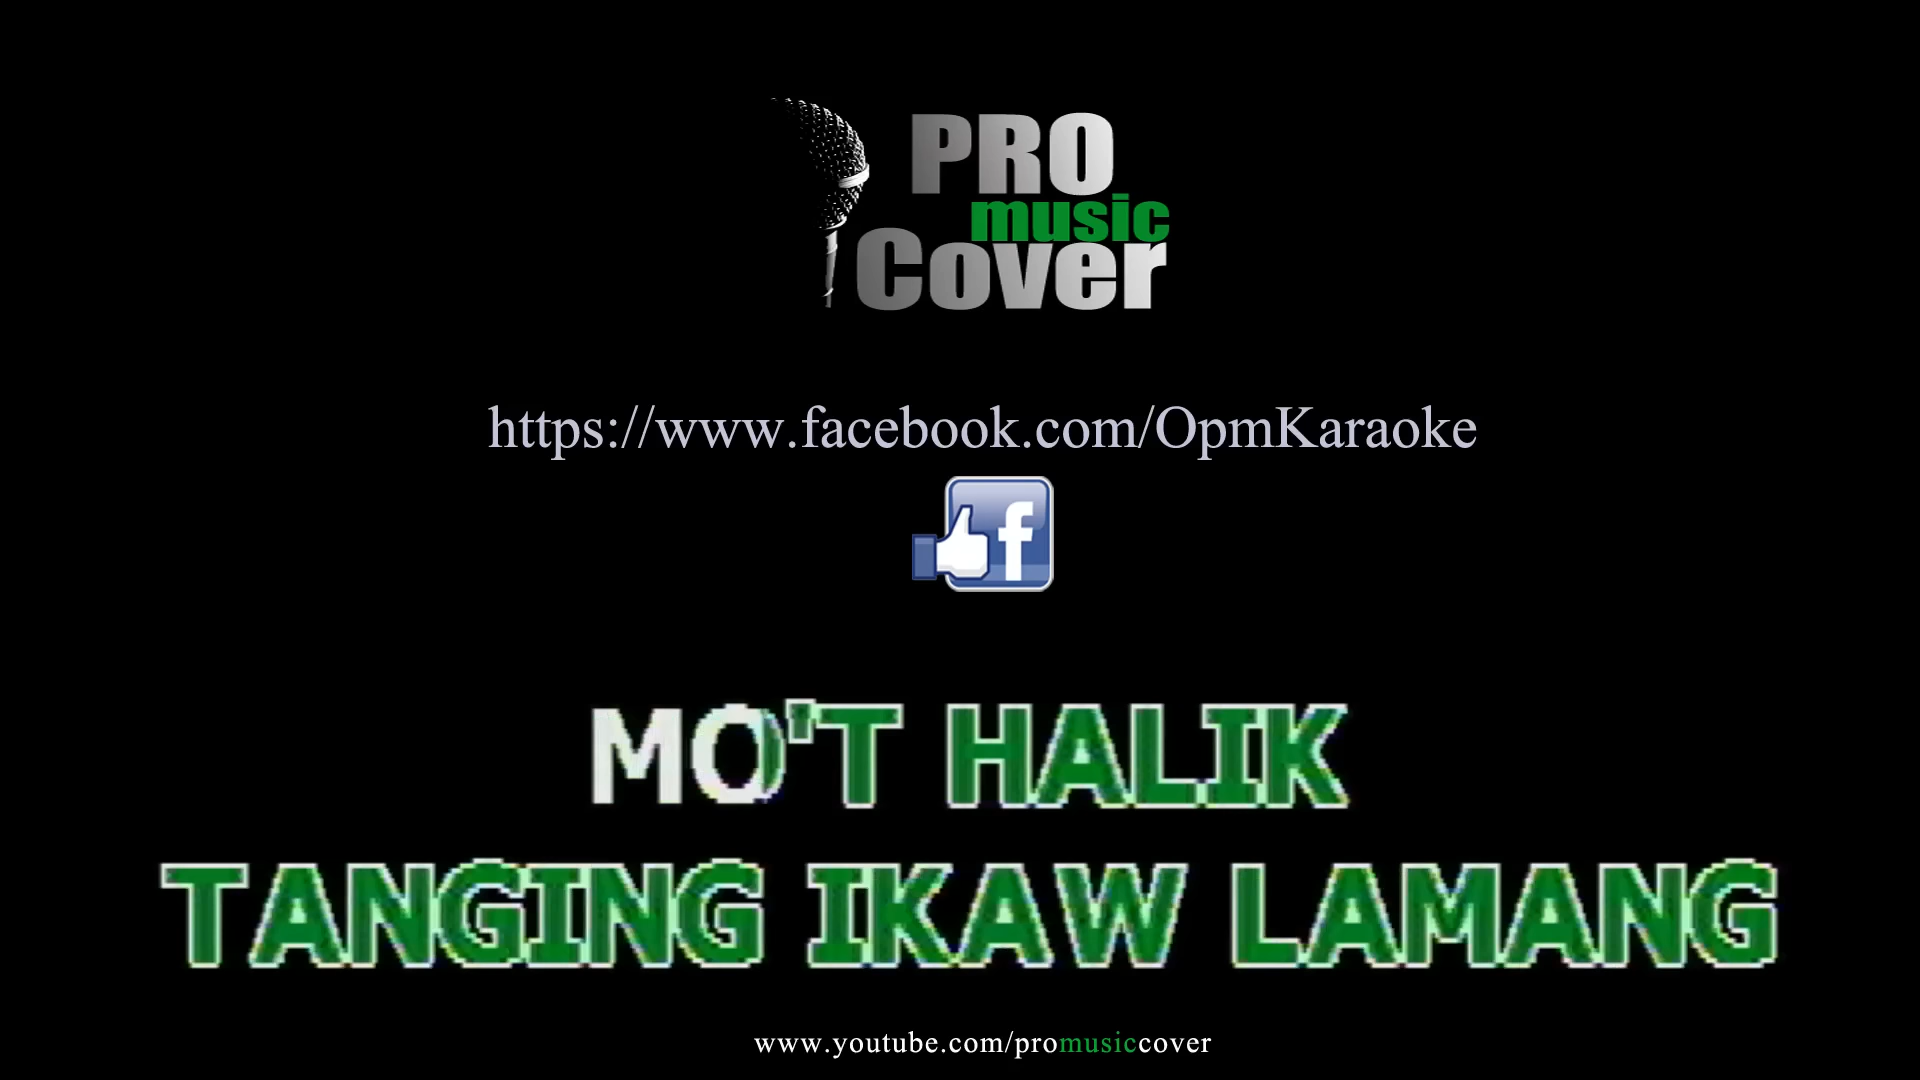 PRO
music
Cover
https://www.facebook.com/OpmKaraoke
f
MO'T HALIK
TANGING IKAW LAMANG
www.youtube.com/promusiccover